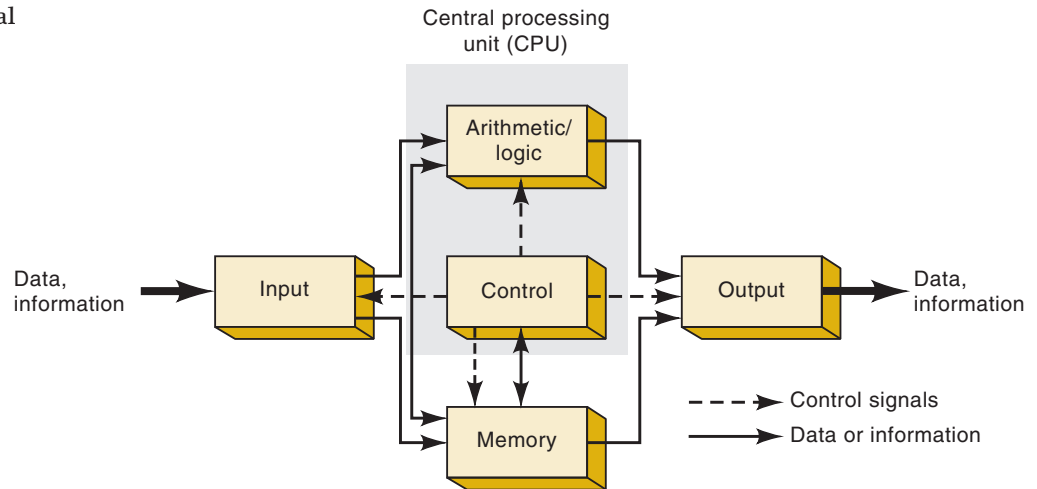 al
Central processing
unit (CPU)
Arithmetic/
logic
Data,
information
Input
Control
Output
Data,
information
Memory
Control signals
Data or information